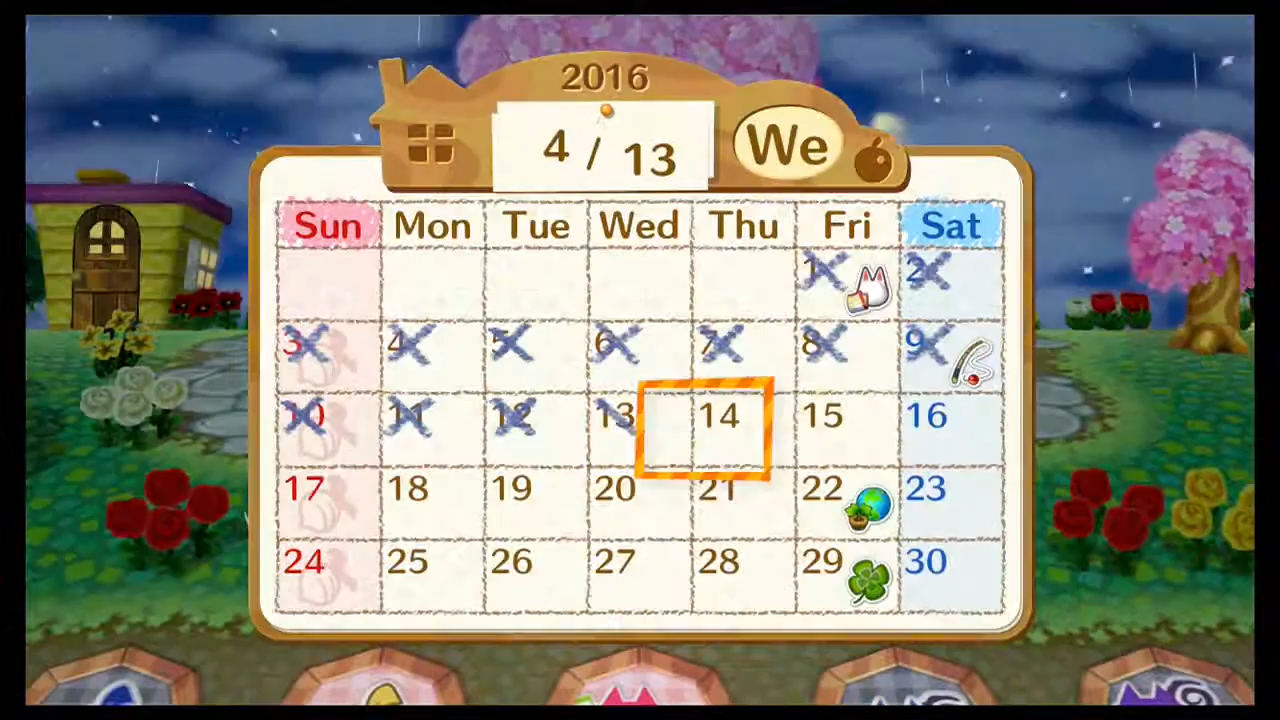 2016
4 / 13 We
Sun Mon Tue Wed Thu Fri Sat
1 2
3 4 5 6 7 8 9
10 11 12 13 14 15 16
17 18 19 20 21 22 23
24 25 26 27 28 29 30